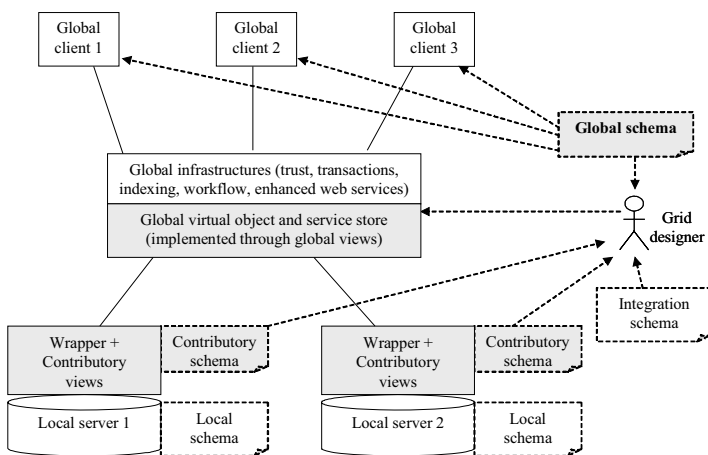 Global
client 1
Global
client 2
Global
client 3
Global schema
Global infrastructures (trust, transactions,
indexing, workflow, enhanced web services)
Global virtual object and service store
(implemented through global views)
Grid
designer
Integration
schema
Wrapper +
Contributory
views
Contributory
schema
Wrapper +
Contributory
views
Contributory
schema
Local server 1
Local
schema
Local server 2
Local
schema